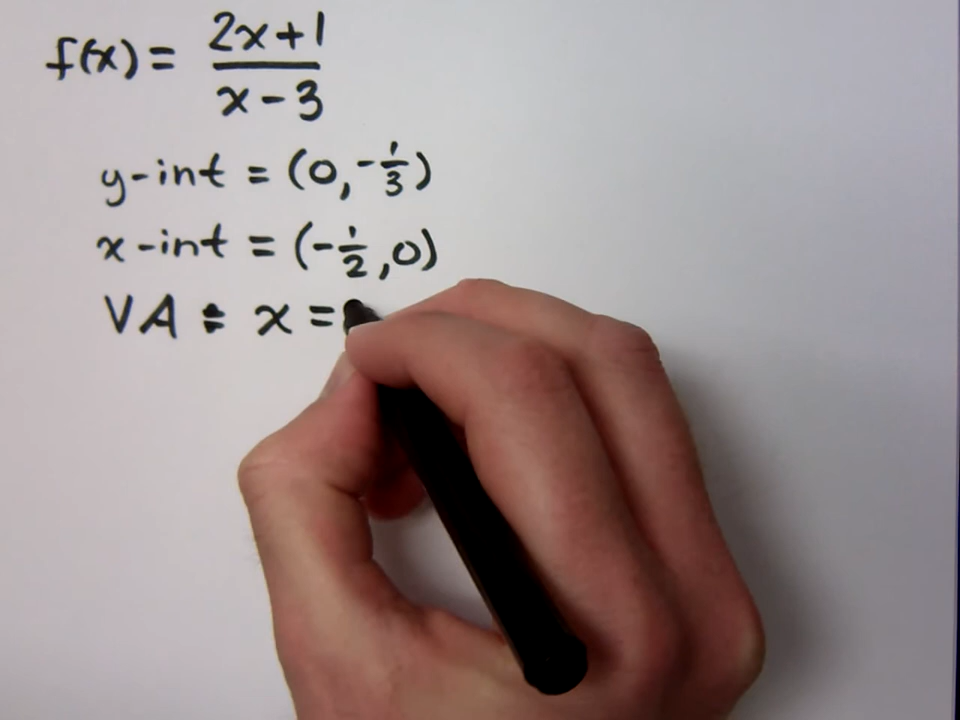 f(x) = (2x+1)/(x-3)
y-int = (0, -1/3)
x-int = (-1/2, 0)
VA: x =